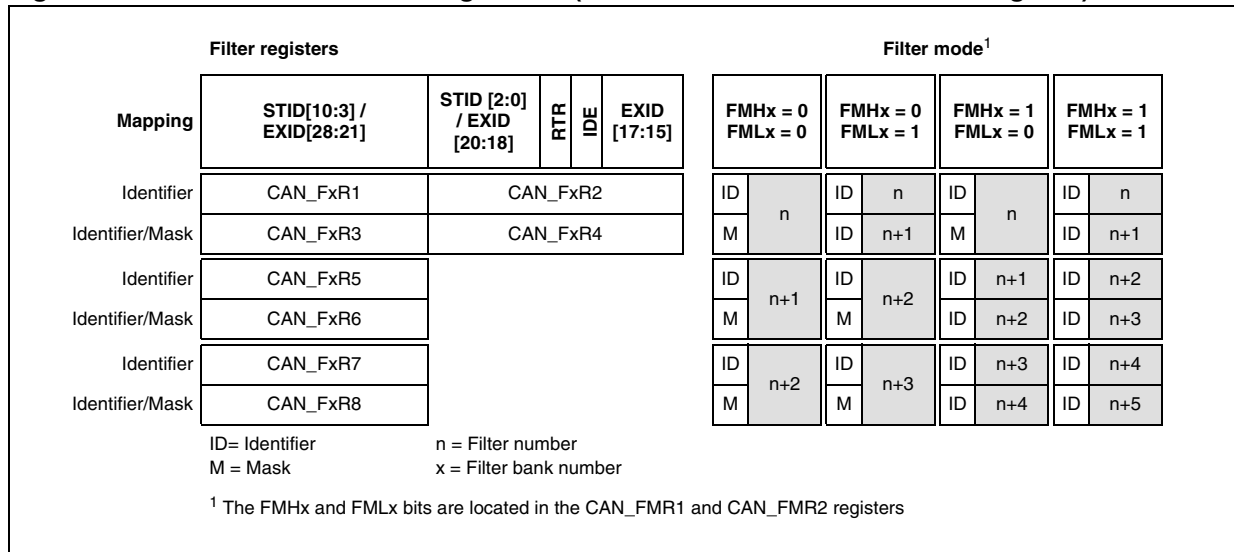 Filter registers
Filter mode1
Mapping
STID[10:3] /
EXID[28:21]
STID [2:0]
/ EXID
[20:18]
RTR
IDE
EXID
[17:15]
FMHx = 0
FMLx = 0
FMHx = 0
FMLx = 1
FMHx = 1
FMLx = 0
FMHx = 1
FMLx = 1
Identifier CAN_FxR1 CAN_FxR2 ID n ID n ID n ID n
Identifier/Mask CAN_FxR3 CAN_FxR4 M ID n+1 M ID n+1
Identifier CAN_FxR5 ID n+1 ID n+2 ID n+1 ID n+2
Identifier/Mask CAN_FxR6 M M ID n+2 ID n+3
Identifier CAN_FxR7 ID n+2 ID n+3 ID n+3 ID n+4
Identifier/Mask CAN_FxR8 M M ID n+4 ID n+5
ID= Identifier n = Filter number
M = Mask x = Filter bank number
1 The FMHx and FMLx bits are located in the CAN_FMR1 and CAN_FMR2 registers